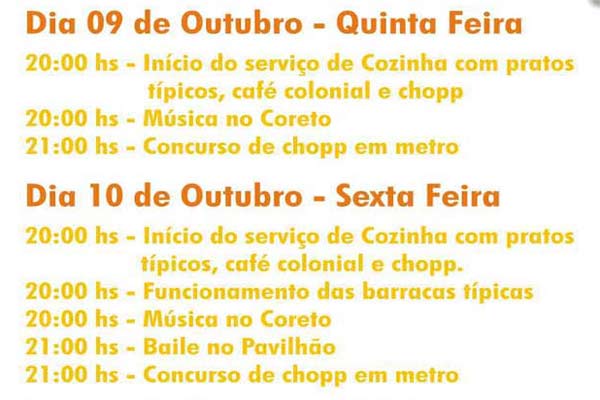 Dia 09 de Outubro - Quinta Feira
20:00 hs - Início do serviço de Cozinha com pratos
típicos, café colonial e chopp
20:00 hs - Música no Coreto
21:00 hs - Concurso de chopp em metro
Dia 10 de Outubro - Sexta Feira
20:00 hs - Início do serviço de Cozinha com pratos
típicos, café colonial e chopp.
20:00 hs - Funcionamento das barracas típicas
20:00 hs - Música no Coreto
21:00 hs - Baile no Pavilhão
21:00 hs - Concurso de chopp em metro